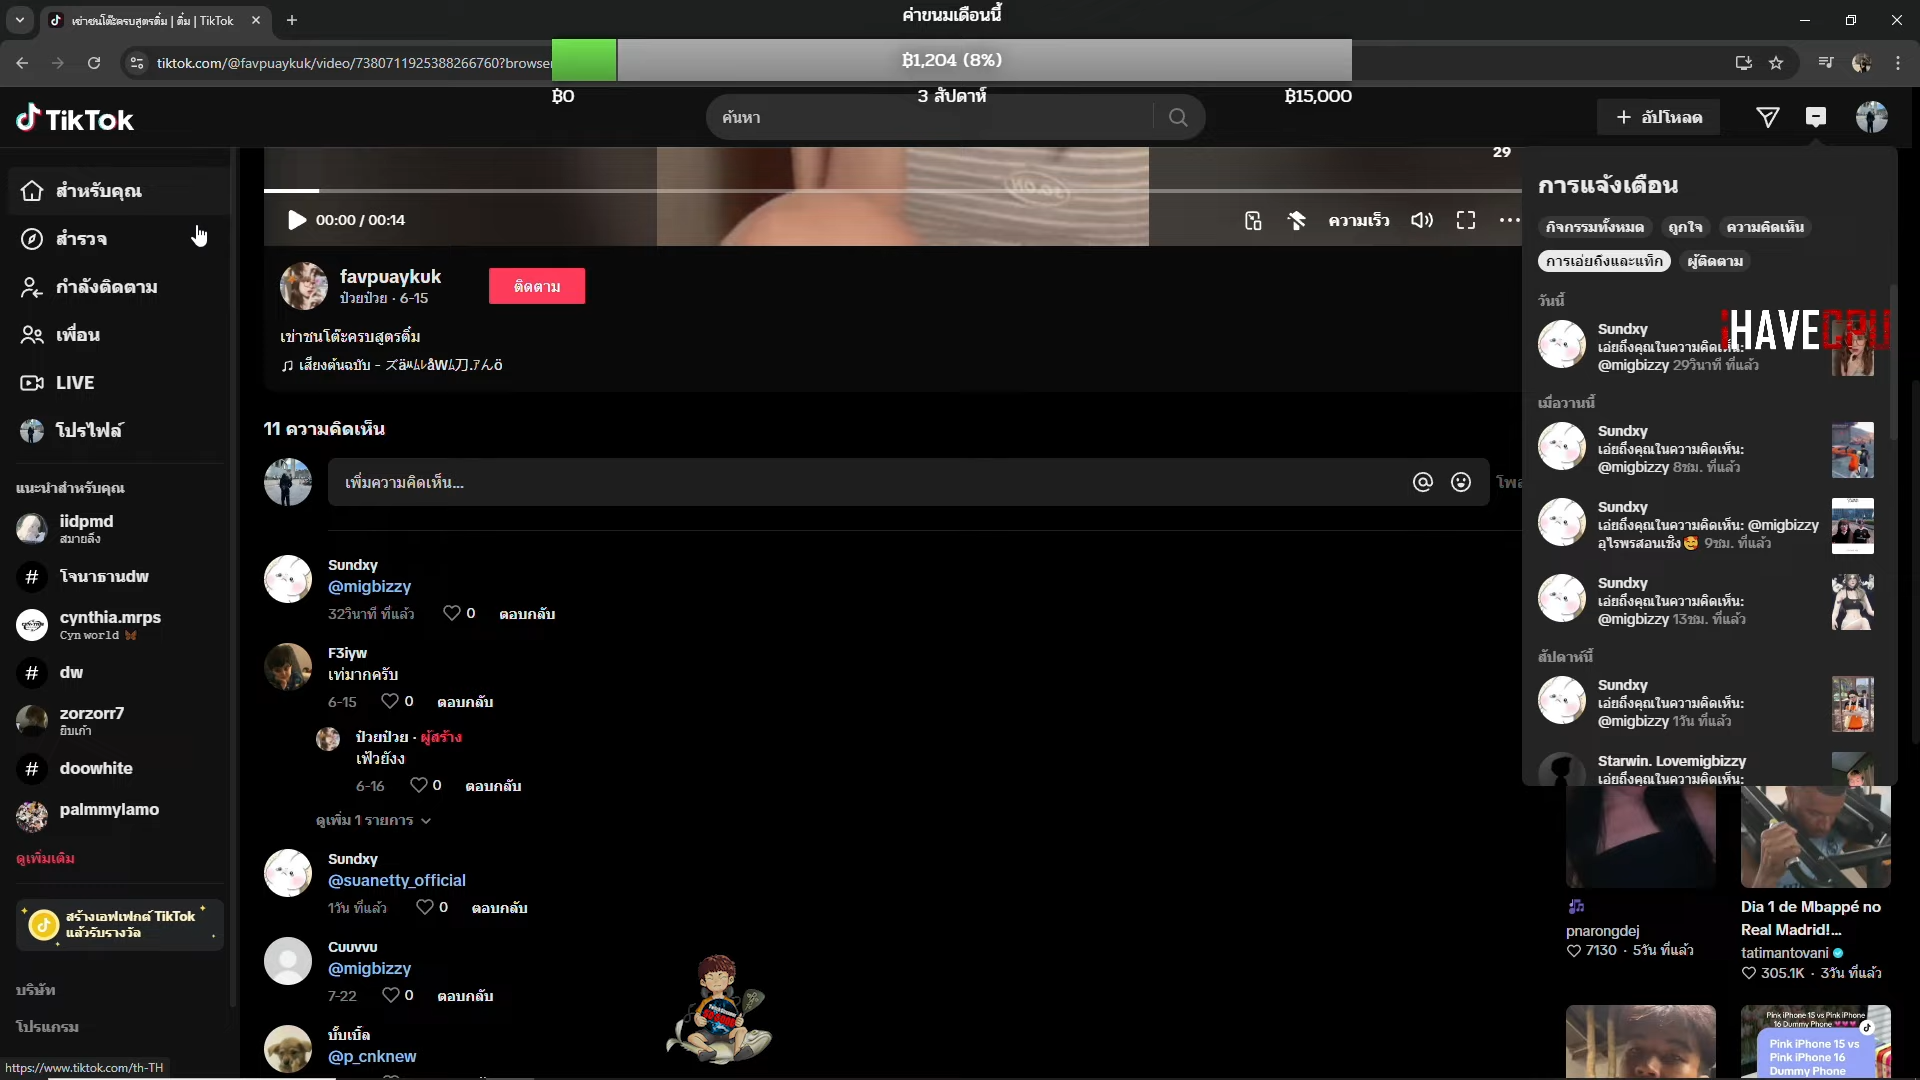 เข่าชนโต๊ะครบสูตรติ๋ม | ติ๋ม | TikTok
ค่าขนมเดือนนี้
tiktok.com/@favpuaykuk/video/7380711925388266760?browse
฿1,204 (8%)
฿0
3 สัปดาห์
฿15,000
TikTok
ค้นหา
อัปโหลด
สำหรับคุณ
สำรวจ
กำลังติดตาม
เพื่อน
LIVE
โปรไฟล์
แนะนำสำหรับคุณ
iidpmd
สมายลึง
# โจนาธานdw
cynthia.mrps
Cyn world
# dw
zorzorr7
ยิบเก้า
# doowhite
palmmylamo
ดูเพิ่มเติม
สร้างเอฟเฟกต์ TikTok
แล้วรับรางวัล
บริษัท
โปรแกรม
https://www.tiktok.com/th-TH
29
00:00 / 00:14
ความเร็ว
favpuaykuk
ป๋วยป๋วย · 6-15
ติดตาม
เข่าชนโต๊ะครบสูตรติ๋ม
11 ความคิดเห็น
เพิ่มความคิดเห็น...
Sundxy
@migbizzy
32วินาที ที่แล้ว 0 ตอบกลับ
F3iyw
เท่มากครับ
6-15 0 ตอบกลับ
ป๋วยป๋วย · ผู้สร้าง
เฟ้วยังง
6-16 0 ตอบกลับ
ดูเพิ่ม 1 รายการ
Sundxy
@suanetty_official
1วัน ที่แล้ว 0 ตอบกลับ
Cuuvvu
@migbizzy
7-22 0 ตอบกลับ
บั๊บเบิ้ล
@p_cnknew
การแจ้งเตือน
กิจกรรมทั้งหมด ถูกใจ ความคิดเห็น
การเอ่ยถึงและแท็ก ผู้ติดตาม
วันนี้
Sundxy
เอ่ยถึงคุณในความคิดเห็น:
@migbizzy 29วินาที ที่แล้ว
iHAVECPU
เมื่อวานนี้
Sundxy
เอ่ยถึงคุณในความคิดเห็น:
@migbizzy 8ชม. ที่แล้ว
Sundxy
เอ่ยถึงคุณในความคิดเห็น: @migbizzy
อุไรพรสอนเชิง🥰 9ชม. ที่แล้ว
Sundxy
เอ่ยถึงคุณในความคิดเห็น:
@migbizzy 13ชม. ที่แล้ว
สัปดาห์นี้
Sundxy
เอ่ยถึงคุณในความคิดเห็น:
@migbizzy 1วัน ที่แล้ว
Starwin. Lovemigbizzy
เอ่ยถึงคุณในความคิดเห็น:
pnarongdej
7130 · 5วัน ที่แล้ว
Dia 1 de Mbappé no
Real Madrid!...
tatimantovani
305.1K · 3วัน ที่แล้ว
Pink iPhone 15 vs Pink iPhone
16 Dummy Phone
Pink iPhone 15 vs
Pink iPhone 16
Dummy Phone